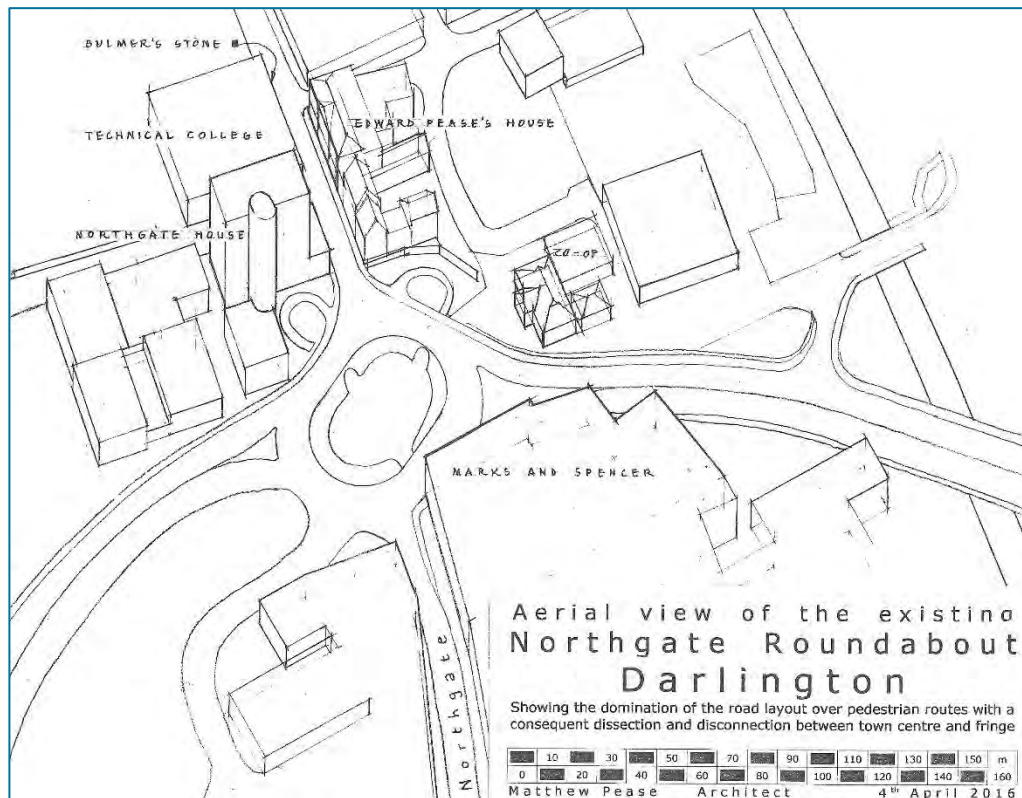 BULMER'S STONE
TECHNICAL COLLEGE
EDWARD PEASE'S HOUSE
NORTHGATE HOUSE
CO-OP
MARKS AND SPENCER
Northgate
Aerial view of the existing
Northgate Roundabout
Darlington
Showing the domination of the road layout over pedestrian routes with a
consequent dissection and disconnection between town centre and fringe
10 30 50 70 90 110 130 150 m
0 20 40 60 80 100 120 140 160
Matthew Pease Architect 4th April 2016